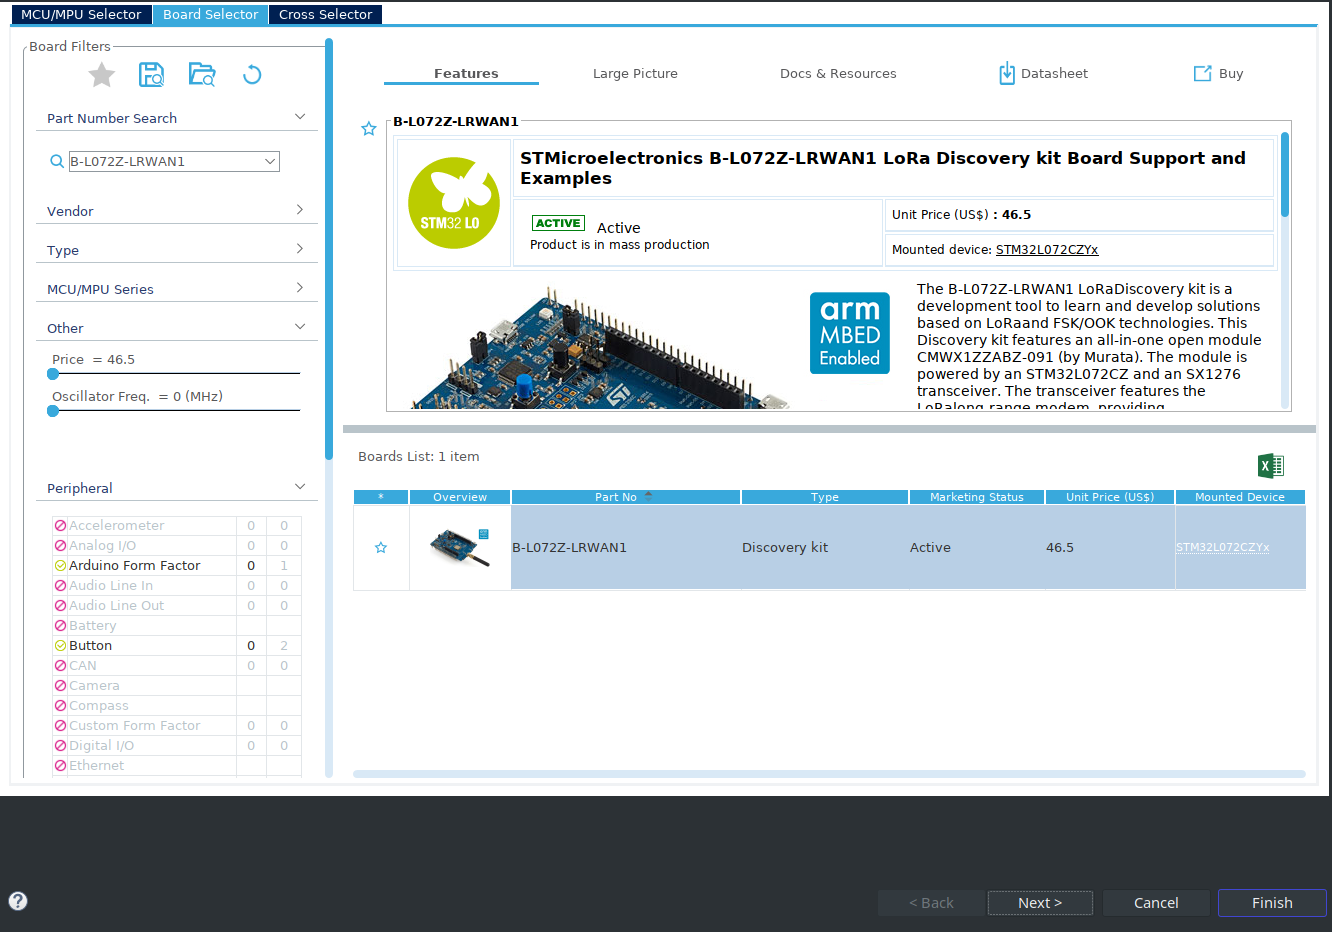 MCU/MPU Selector
Board Selector
Cross Selector
Board Filters
Part Number Search
B-L072Z-LRWAN1
Vendor
Type
MCU/MPU Series
Other
Price = 46.5
Oscillator Freq. = 0 (MHz)
Peripheral
Accelerometer 0 0
Analog I/O 0 0
Arduino Form Factor 0 1
Audio Line In 0 0
Audio Line Out 0 0
Battery
Button 0 2
CAN 0 0
Camera
Compass
Custom Form Factor 0 0
Digital I/O 0 0
Ethernet
Features
Large Picture
Docs & Resources
Datasheet
Buy
B-L072Z-LRWAN1
STM32 L0
STMicroelectronics B-L072Z-LRWAN1 LoRa Discovery kit Board Support and
Examples
ACTIVE Active
Product is in mass production
Unit Price (US$) : 46.5
Mounted device: STM32L072CZYx
arm
MBED
Enabled
The B-L072Z-LRWAN1 LoRaDiscovery kit is a
development tool to learn and develop solutions
based on LoRaand FSK/OOK technologies. This
Discovery kit features an all-in-one open module
CMWX1ZZABZ-091 (by Murata). The module is
powered by an STM32L072CZ and an SX1276
transceiver. The transceiver features the
LoRalong-range modem, providing
Boards List: 1 item
* Overview Part No Type Marketing Status Unit Price (US$) Mounted Device
B-L072Z-LRWAN1 Discovery kit Active 46.5 STM32L072CZYx
?
< Back
Next >
Cancel
Finish